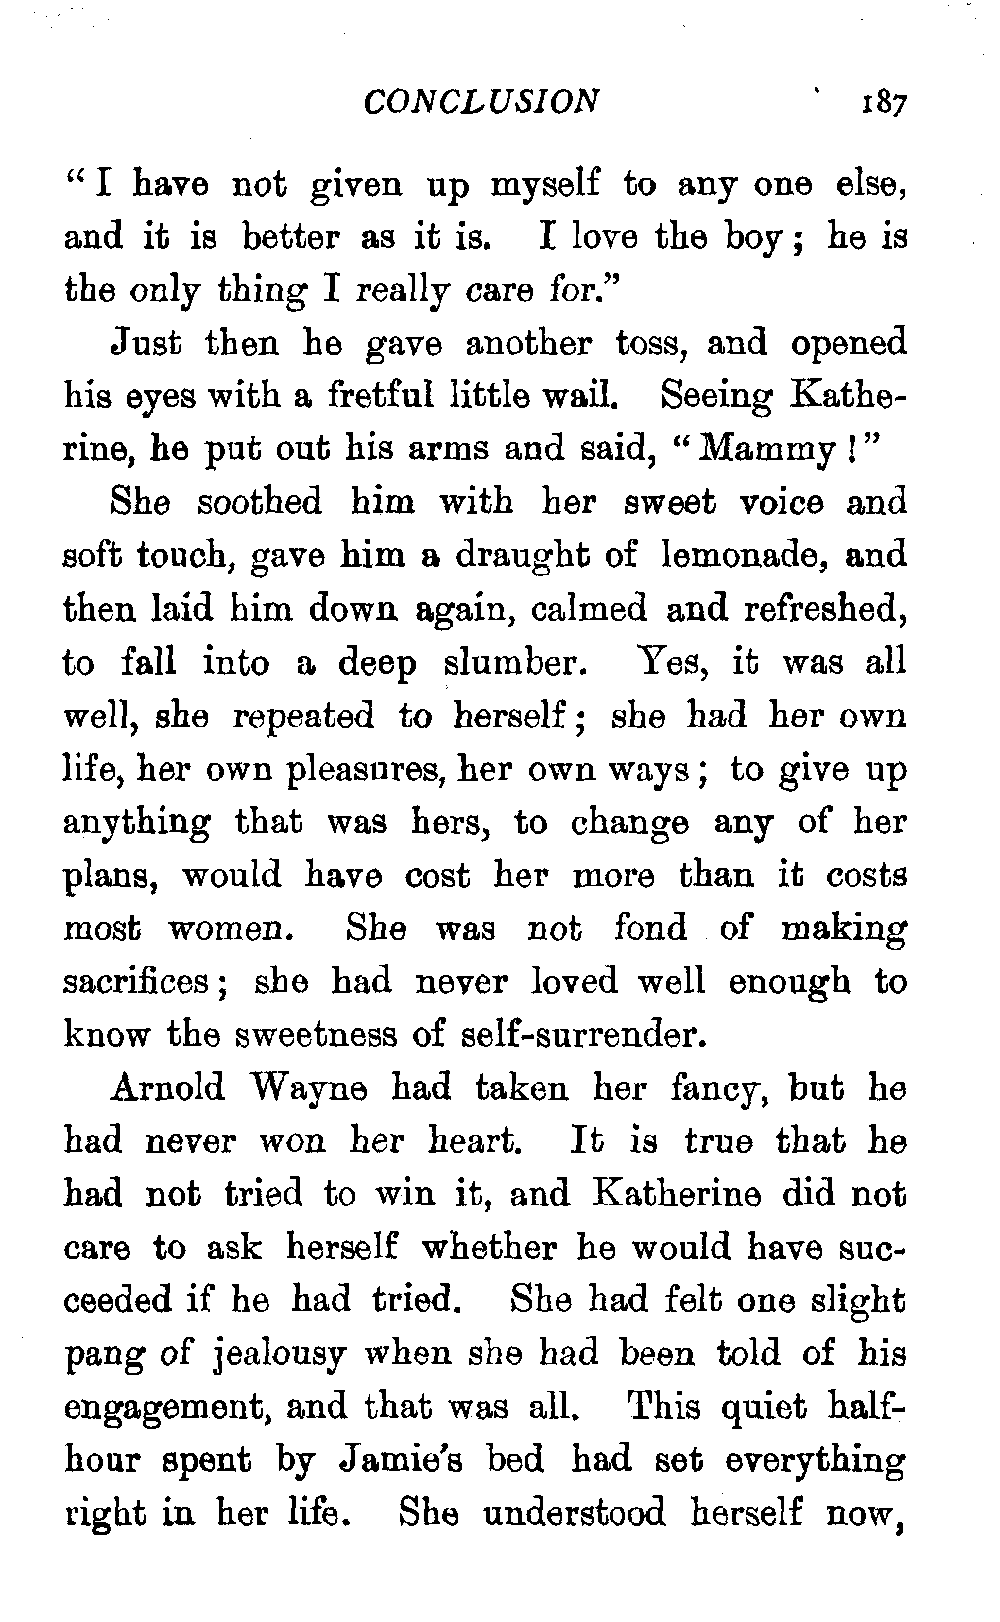 CONCLUSION 187
“ I have not given up myself to any one else,
and it is better as it is. I love the boy ; he is
the only thing I really care for.”
Just then he gave another toss, and opened
his eyes with a fretful little wail. Seeing Kathe-
rine, he put out his arms and said, “ Mammy ! ”
She soothed him with her sweet voice and
soft touch, gave him a draught of lemonade, and
then laid him down again, calmed and refreshed,
to fall into a deep slumber. Yes, it was all
well, she repeated to herself ; she had her own
life, her own pleasures, her own ways ; to give up
anything that was hers, to change any of her
plans, would have cost her more than it costs
most women. She was not fond of making
sacrifices ; she had never loved well enough to
know the sweetness of self-surrender.
Arnold Wayne had taken her fancy, but he
had never won her heart. It is true that he
had not tried to win it, and Katherine did not
care to ask herself whether he would have suc-
ceeded if he had tried. She had felt one slight
pang of jealousy when she had been told of his
engagement, and that was all. This quiet half-
hour spent by Jamie’s bed had set everything
right in her life. She understood herself now,